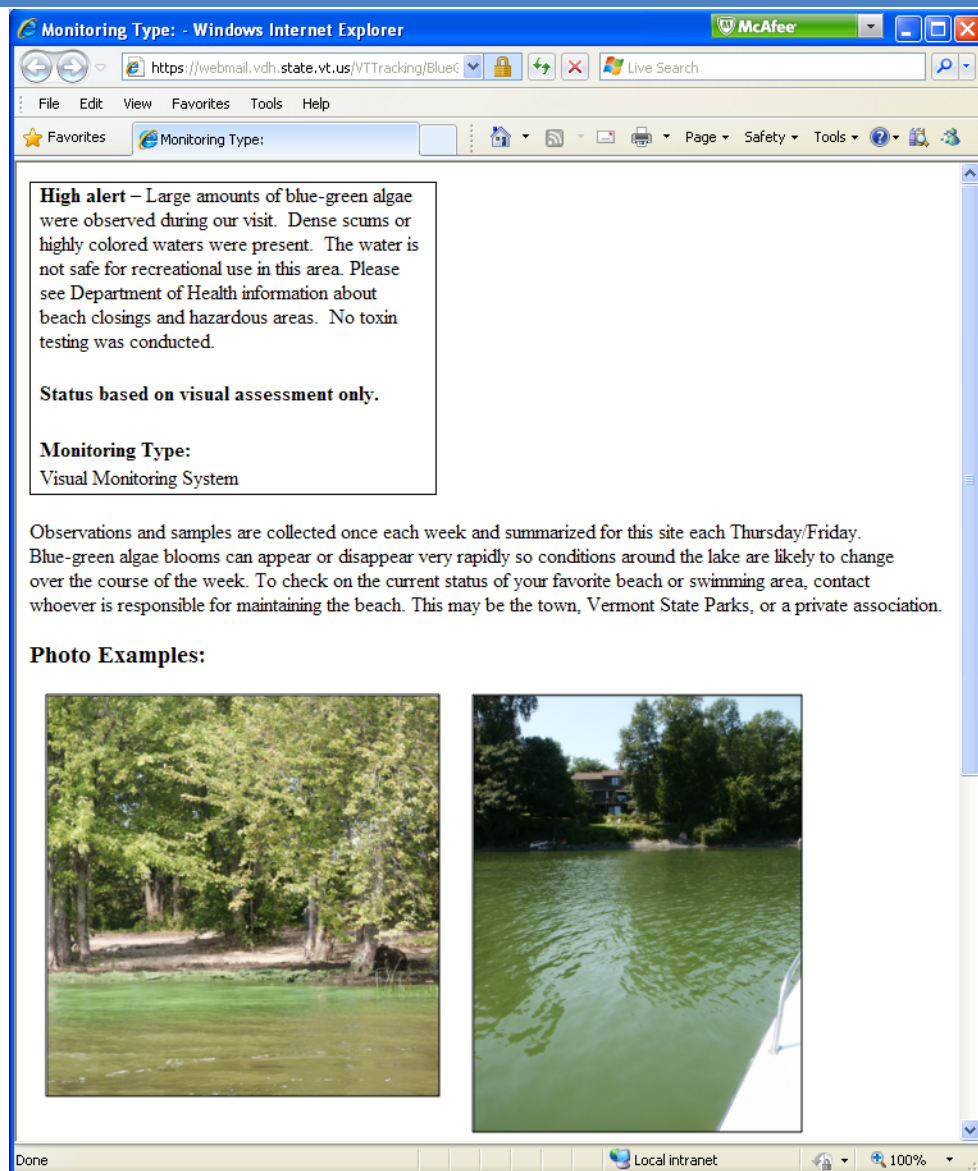 Monitoring Type: - Windows Internet Explorer
McAfee
https://webmail.vdh.state.vt.us/VTTracking/BlueG
Live Search
File Edit View Favorites Tools Help
Favorites
Monitoring Type:
Page Safety Tools
High alert – Large amounts of blue-green algae
were observed during our visit. Dense scums or
highly colored waters were present. The water is
not safe for recreational use in this area. Please
see Department of Health information about
beach closings and hazardous areas. No toxin
testing was conducted.
Status based on visual assessment only.
Monitoring Type:
Visual Monitoring System
Observations and samples are collected once each week and summarized for this site each Thursday/Friday.
Blue-green algae blooms can appear or disappear very rapidly so conditions around the lake are likely to change
over the course of the week. To check on the current status of your favorite beach or swimming area, contact
whoever is responsible for maintaining the beach. This may be the town, Vermont State Parks, or a private association.
Photo Examples:
Done
Local intranet
100%